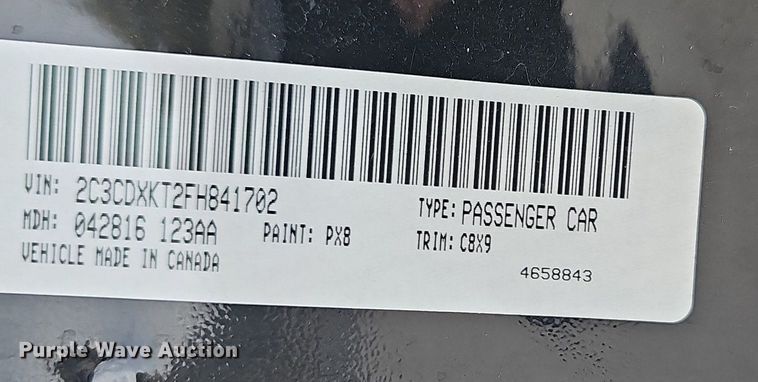 VIN: 2C3CDXKT2FH841702
TYPE: PASSENGER CAR
MDH: 042816 123AA PAINT: PX8 TRIM: C8X9
VEHICLE MADE IN CANADA
4658843
Purple Wave Auction